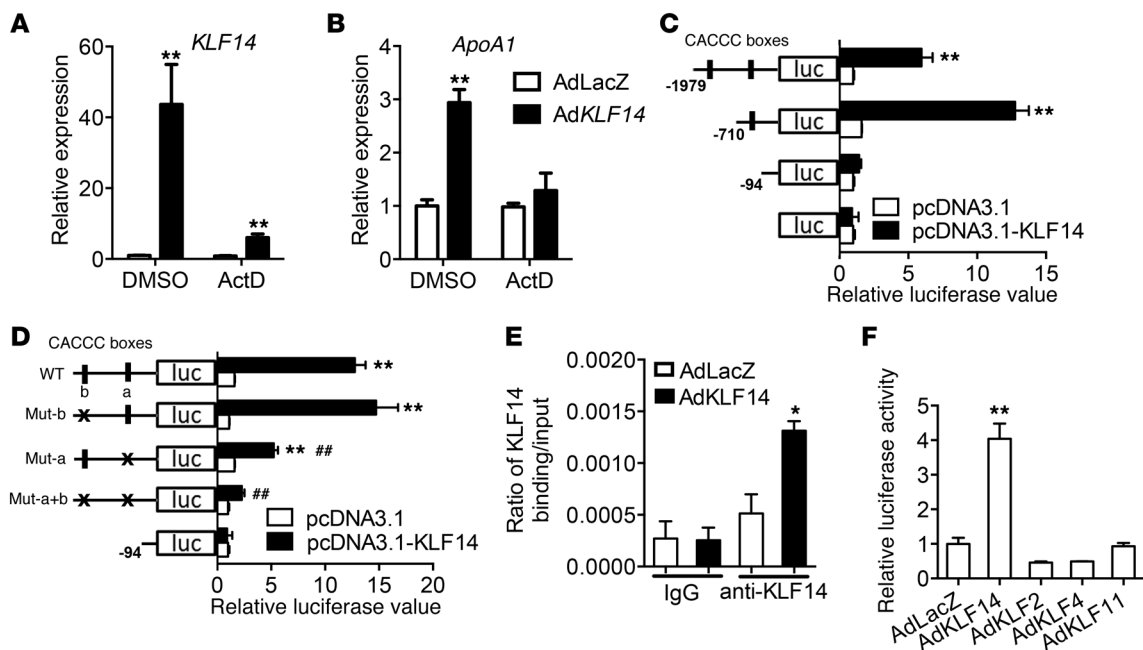 A
KLF14
Relative expression
60
40
20
0
**
**
DMSO
ActD
B
ApoA1
Relative expression
4
3
2
1
0
**
AdLacZ
AdKLF14
DMSO
ActD
C
CACCC boxes
-1979
luc
**
-710
luc
**
-94
luc
luc
pcDNA3.1
pcDNA3.1-KLF14
0 5 10 15
Relative luciferase value
D
CACCC boxes
WT
b a
luc
**
Mut-b
x
luc
**
Mut-a
x
luc
** ##
Mut-a+b
x x
luc
##
-94
luc
pcDNA3.1
pcDNA3.1-KLF14
0 5 10 15 20
Relative luciferase value
E
Ratio of KLF14
binding/input
0.0020
0.0015
0.0010
0.0005
0.0000
AdLacZ
AdKLF14
*
IgG
anti-KLF14
F
Relative luciferase activity
5
4
3
2
1
0
**
AdLacZ
AdKLF14
AdKLF2
AdKLF4
AdKLF11